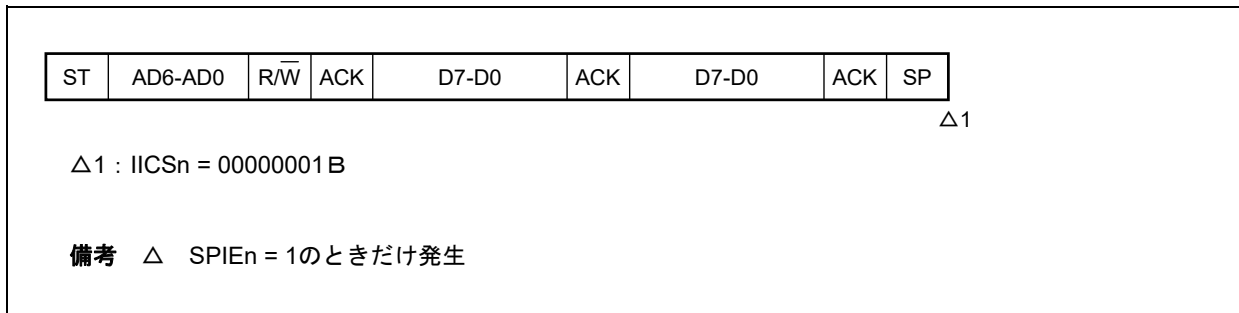 ST AD6-AD0 R/W̅ ACK D7-D0 ACK D7-D0 ACK SP
△1
△1：IICSn = 00000001B
備考 △ SPIEn = 1のときだけ発生